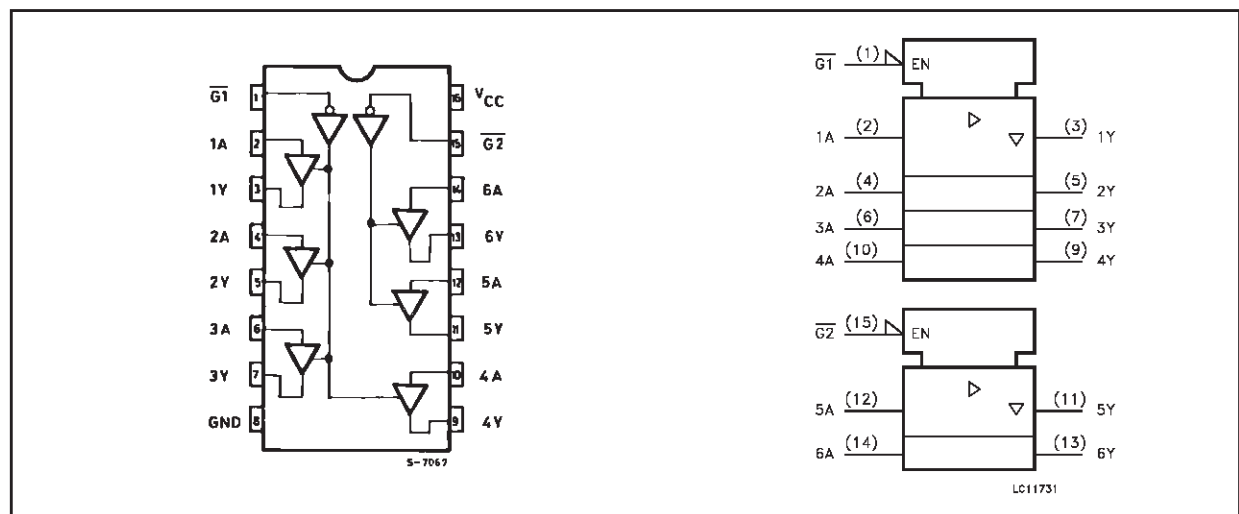 G1 1 16 VCC
1A 2 15 G2
1Y 3 14 6A
2A 4 13 6Y
2Y 5 12 5A
3A 6 11 5Y
3Y 7 10 4A
GND 8 9 4Y
S-7067
G1 (1) EN
1A (2) (3) 1Y
2A (4) (5) 2Y
3A (6) (7) 3Y
4A (10) (9) 4Y
G2 (15) EN
5A (12) (11) 5Y
6A (14) (13) 6Y
LC11731